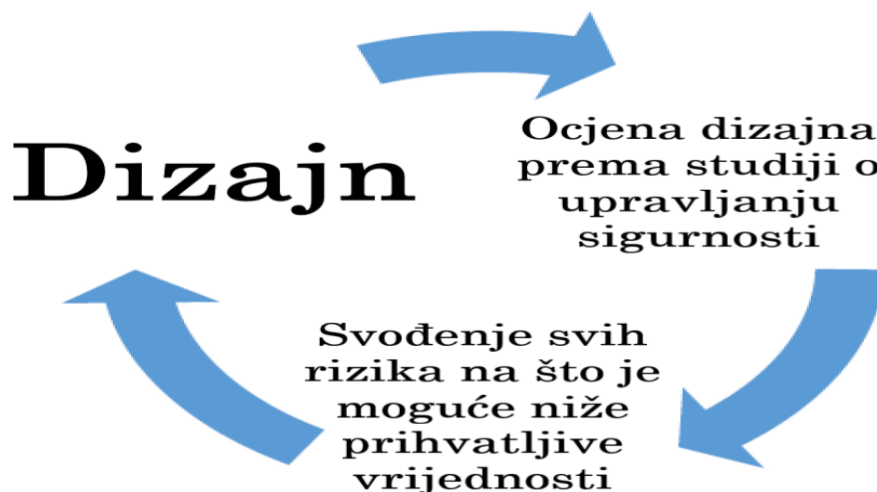 Dizajn
Ocjena dizajna
prema studiji o
upravljanju
sigurnosti
Svođenje svih
rizika na što je
moguće niže
prihvatljive
vrijednosti